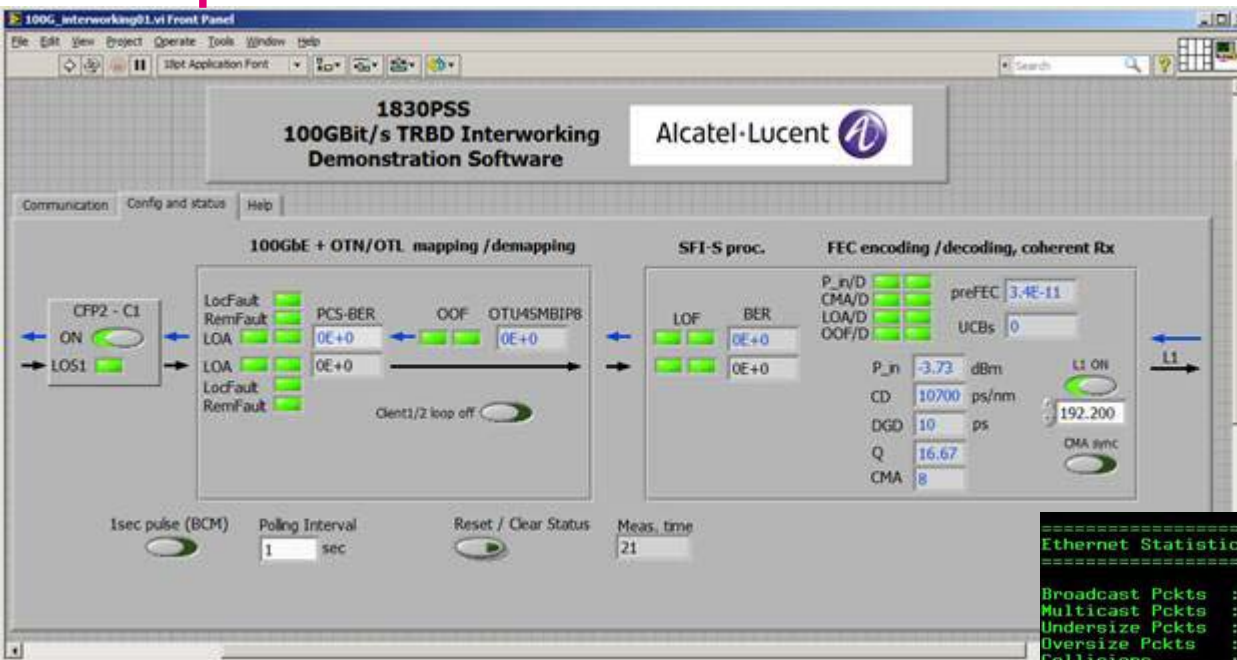 100G_interworking01.vi Front Panel
File Edit View Project Operate Tools Window Help
18pt Application Font
Search
1830PSS
100GBit/s TRBD Interworking
Demonstration Software
Alcatel·Lucent
Communication Config and status Help
100GbE + OTN/OTL mapping /demapping
SFI-S proc.
FEC encoding /decoding, coherent Rx
CFP2 - C1
ON
LOS1
LocFault
RemFault
LOA
PCS-BER
0E+0
OOF
OTU4SMBIP8
0E+0
LOA
0E+0
LocFault
RemFault
Client1/2 loop off
LOF
BER
0E+0
0E+0
P_in/D
CMA/D
LOA/D
OOF/D
preFEC 3.4E-11
UCBs 0
P_in -3.73 dBm
CD 10700 ps/nm
DGD 10 ps
Q 16.67
CMA 8
L1 ON
192.200
CMA sync
L1
1sec pulse (BCM)
Polling Interval
1 sec
Reset / Clear Status
Meas. time
21
==================
Ethernet Statistic
==================
Broadcast Pckts :
Multicast Pckts :
Undersize Pckts :
Oversize Pckts :
Collisions